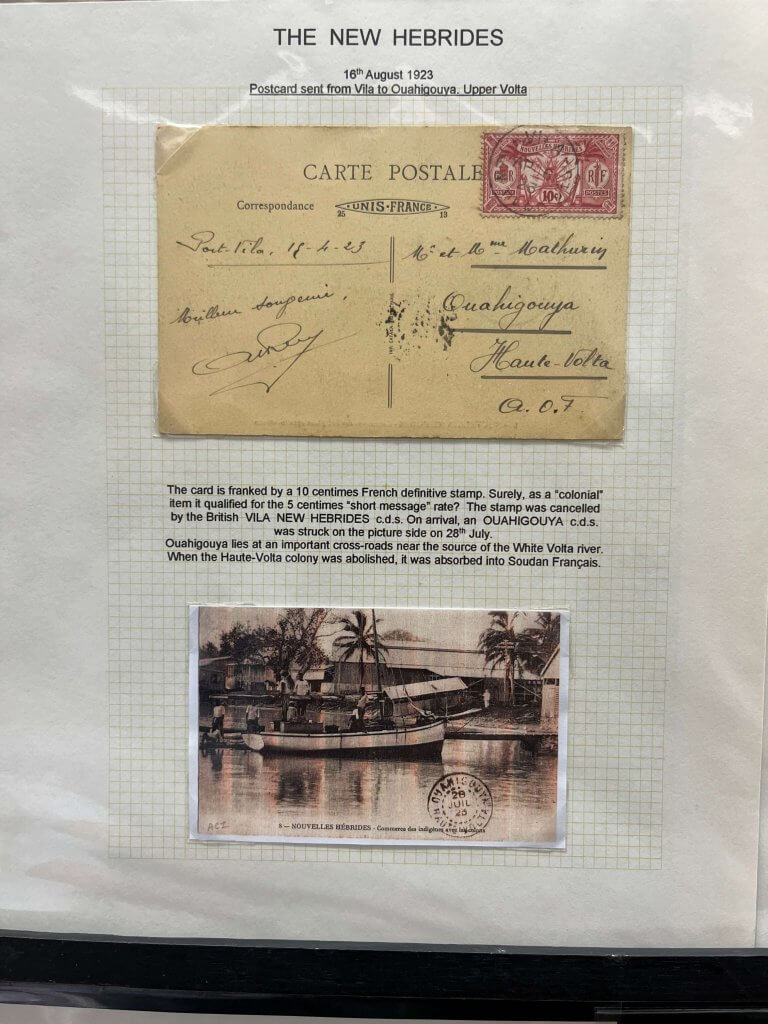 THE NEW HEBRIDES
16th August 1923
Postcard sent from Vila to Ouahigouya, Upper Volta
CARTE POSTALE
NOUVELLES HÉBRIDES
G R
R F
POSTES
10c
Correspondance
UNIS-FRANCE
25
13
Port-Vila, 18-4-23
Mr et Mme Mathurin
Meilleur souvenir,
Ouahigouya
Haute-Volta
A.O.F
The card is franked by a 10 centimes French definitive stamp. Surely, as a "colonial"
item it qualified for the 5 centimes "short message" rate? The stamp was cancelled
by the British VILA NEW HEBRIDES c.d.s. On arrival, an OUAHIGOUYA c.d.s.
was struck on the picture side on 28th July.
Ouahigouya lies at an important cross-roads near the source of the White Volta river.
When the Haute-Volta colony was abolished, it was absorbed into Soudan Français.
OUAHIGOUYA
28
JUIL
23
HAUTE-VOLTA
8 — NOUVELLES HÉBRIDES - Commerce des indigènes avec les colons